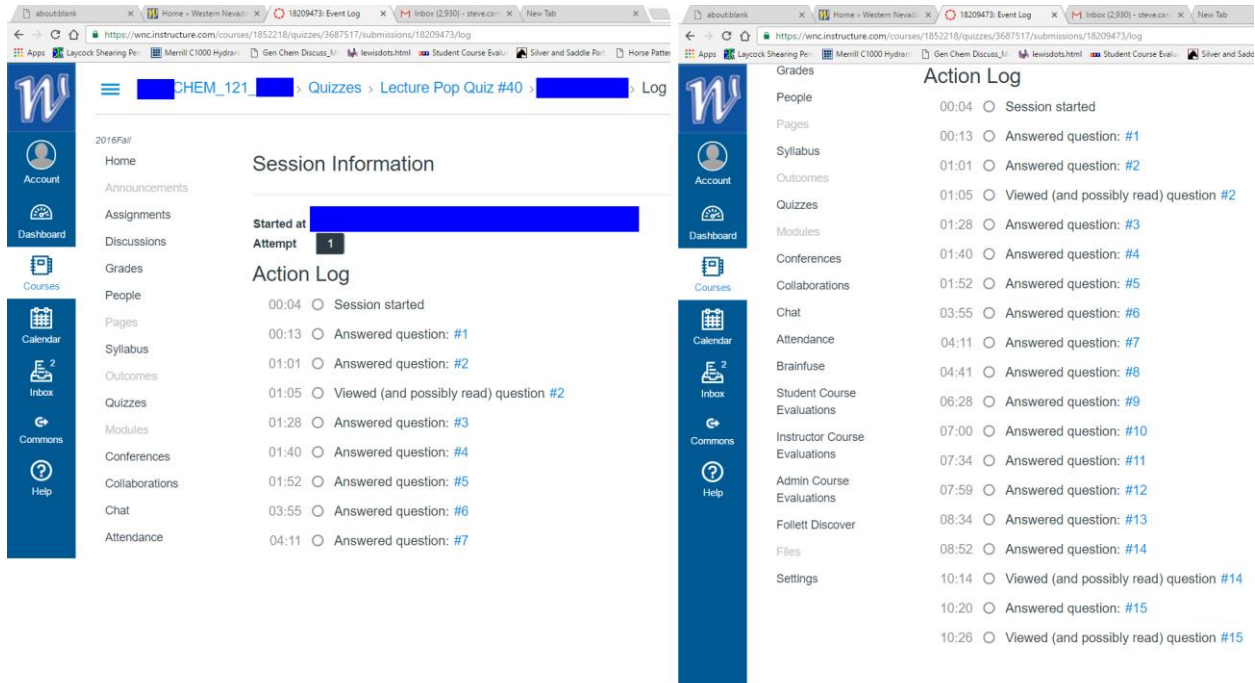 about:blank
Home - Western Nevad
18209473: Event Log
Inbox (2,930) - steve.car
New Tab
https://wnc.instructure.com/courses/1852218/quizzes/3687517/submissions/18209473/log
Apps
Laycock Shearing Per
Merrill C1000 Hydram
Gen Chem Discuss_M
lewisdots.html
Student Course Evalu
Silver and Saddle Part
Horse Patter
W
CHEM_121_ > Quizzes > Lecture Pop Quiz #40 > > Log
2016Fall
Account
Dashboard
Courses
Calendar
2
Inbox
Commons
Help
Home
Announcements
Assignments
Discussions
Grades
People
Pages
Syllabus
Outcomes
Quizzes
Modules
Conferences
Collaborations
Chat
Attendance
Session Information
Started at
Attempt 1
Action Log
00:04 Session started
00:13 Answered question: #1
01:01 Answered question: #2
01:05 Viewed (and possibly read) question #2
01:28 Answered question: #3
01:40 Answered question: #4
01:52 Answered question: #5
03:55 Answered question: #6
04:11 Answered question: #7
about:blank
Home - Western Nevad
18209473: Event Log
Inbox (2,930) - steve.car
New Tab
https://wnc.instructure.com/courses/1852218/quizzes/3687517/submissions/18209473/log
Apps
Laycock Shearing Per
Merrill C1000 Hydram
Gen Chem Discuss_M
lewisdots.html
Student Course Evalu
Silver and Sadd
W
Account
Dashboard
Courses
Calendar
2
Inbox
Commons
Help
Grades
People
Pages
Syllabus
Outcomes
Quizzes
Modules
Conferences
Collaborations
Chat
Attendance
Brainfuse
Student Course
Evaluations
Instructor Course
Evaluations
Admin Course
Evaluations
Follett Discover
Files
Settings
Action Log
00:04 Session started
00:13 Answered question: #1
01:01 Answered question: #2
01:05 Viewed (and possibly read) question #2
01:28 Answered question: #3
01:40 Answered question: #4
01:52 Answered question: #5
03:55 Answered question: #6
04:11 Answered question: #7
04:41 Answered question: #8
06:28 Answered question: #9
07:00 Answered question: #10
07:34 Answered question: #11
07:59 Answered question: #12
08:34 Answered question: #13
08:52 Answered question: #14
10:14 Viewed (and possibly read) question #14
10:20 Answered question: #15
10:26 Viewed (and possibly read) question #15